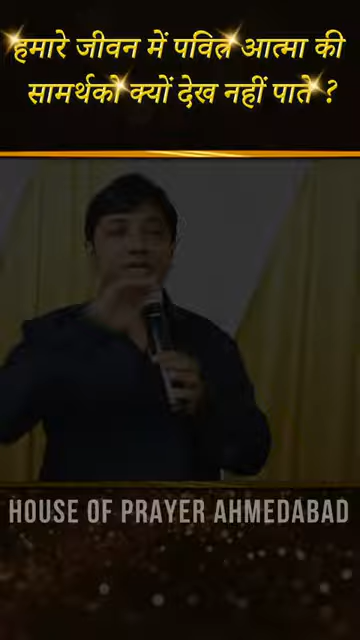 हमारे जीवन में पवित्र आत्मा की
सामर्थको क्यों देख नहीं पाते ?
HOUSE OF PRAYER AHMEDABAD